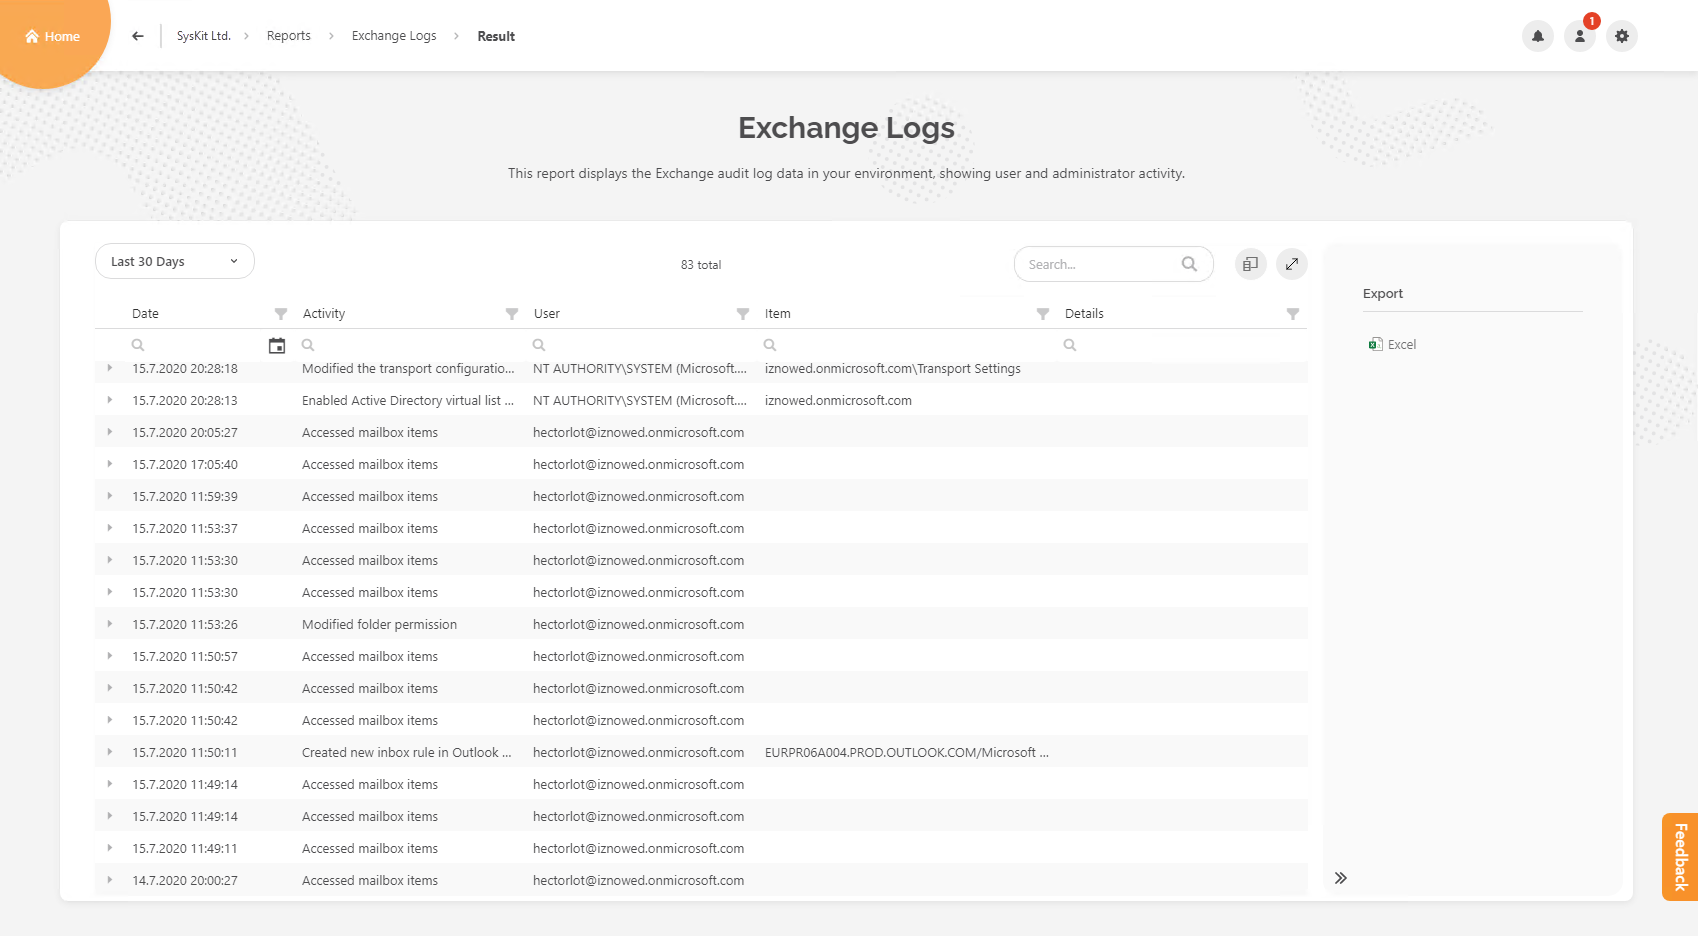 Home
SysKit Ltd. Reports Exchange Logs Result
1
Exchange Logs
This report displays the Exchange audit log data in your environment, showing user and administrator activity.
Last 30 Days
83 total
Search...
Date Activity User Item Details
15.7.2020 20:28:18 Modified the transport configuratio... NT AUTHORITY\SYSTEM (Microsoft.... iznowed.onmicrosoft.com\Transport Settings
15.7.2020 20:28:13 Enabled Active Directory virtual list ... NT AUTHORITY\SYSTEM (Microsoft.... iznowed.onmicrosoft.com
15.7.2020 20:05:27 Accessed mailbox items hectorlot@iznowed.onmicrosoft.com
15.7.2020 17:05:40 Accessed mailbox items hectorlot@iznowed.onmicrosoft.com
15.7.2020 11:59:39 Accessed mailbox items hectorlot@iznowed.onmicrosoft.com
15.7.2020 11:53:37 Accessed mailbox items hectorlot@iznowed.onmicrosoft.com
15.7.2020 11:53:30 Accessed mailbox items hectorlot@iznowed.onmicrosoft.com
15.7.2020 11:53:30 Accessed mailbox items hectorlot@iznowed.onmicrosoft.com
15.7.2020 11:53:26 Modified folder permission hectorlot@iznowed.onmicrosoft.com
15.7.2020 11:50:57 Accessed mailbox items hectorlot@iznowed.onmicrosoft.com
15.7.2020 11:50:42 Accessed mailbox items hectorlot@iznowed.onmicrosoft.com
15.7.2020 11:50:42 Accessed mailbox items hectorlot@iznowed.onmicrosoft.com
15.7.2020 11:50:11 Created new inbox rule in Outlook ... hectorlot@iznowed.onmicrosoft.com EURPR06A004.PROD.OUTLOOK.COM/Microsoft ...
15.7.2020 11:49:14 Accessed mailbox items hectorlot@iznowed.onmicrosoft.com
15.7.2020 11:49:14 Accessed mailbox items hectorlot@iznowed.onmicrosoft.com
15.7.2020 11:49:11 Accessed mailbox items hectorlot@iznowed.onmicrosoft.com
14.7.2020 20:00:27 Accessed mailbox items hectorlot@iznowed.onmicrosoft.com
Export
Excel
Feedback